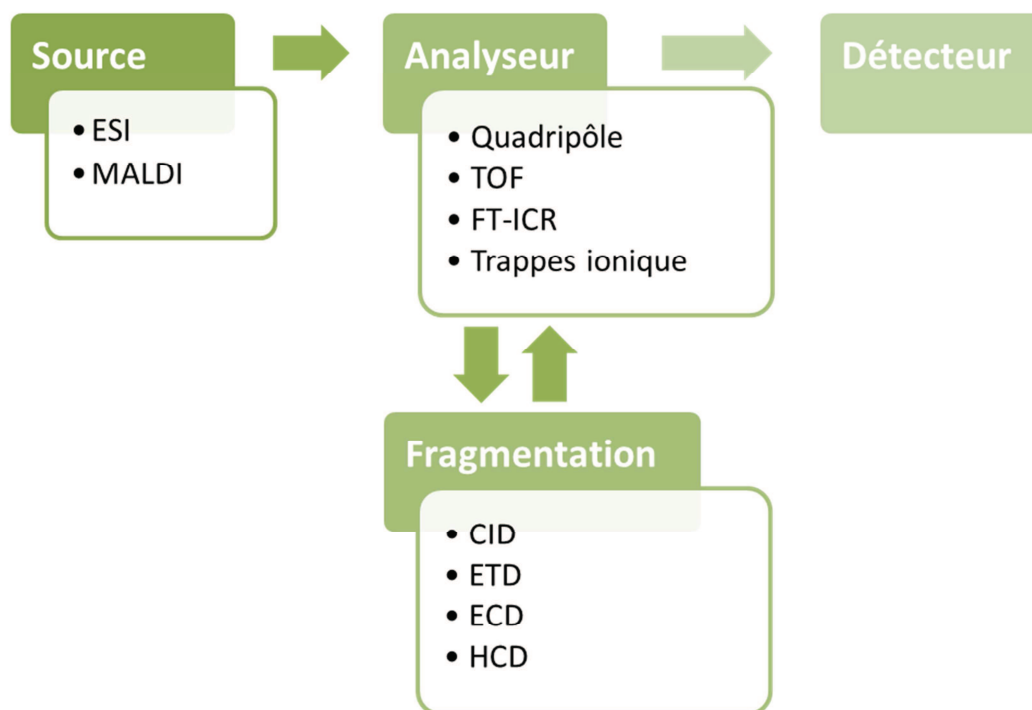 Source
• ESI
• MALDI
Analyseur
• Quadripôle
• TOF
• FT-ICR
• Trappes ionique
Détecteur
Fragmentation
• CID
• ETD
• ECD
• HCD